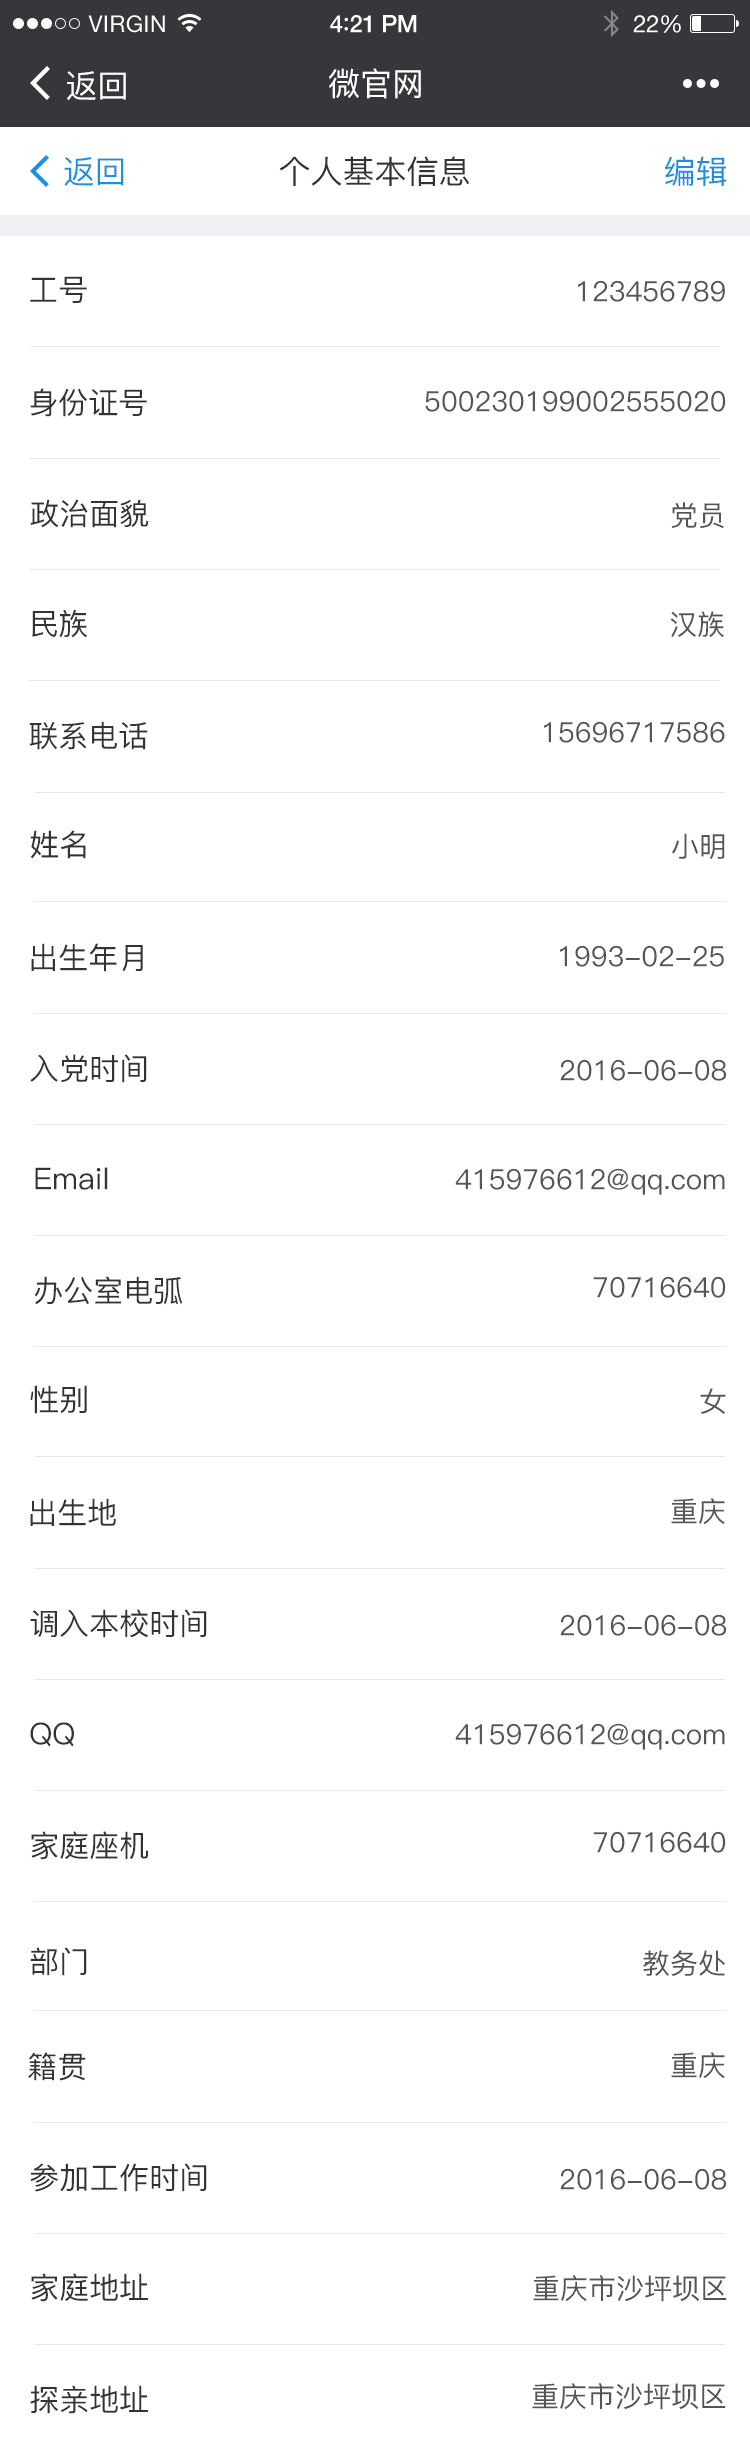 VIRGIN 4:21 PM 22%
返回 微官网
返回 个人基本信息 编辑
工号 123456789
身份证号 500230199002555020
政治面貌 党员
民族 汉族
联系电话 15696717586
姓名 小明
出生年月 1993-02-25
入党时间 2016-06-08
Email 415976612@qq.com
办公室电弧 70716640
性别 女
出生地 重庆
调入本校时间 2016-06-08
QQ 415976612@qq.com
家庭座机 70716640
部门 教务处
籍贯 重庆
参加工作时间 2016-06-08
家庭地址 重庆市沙坪坝区
探亲地址 重庆市沙坪坝区